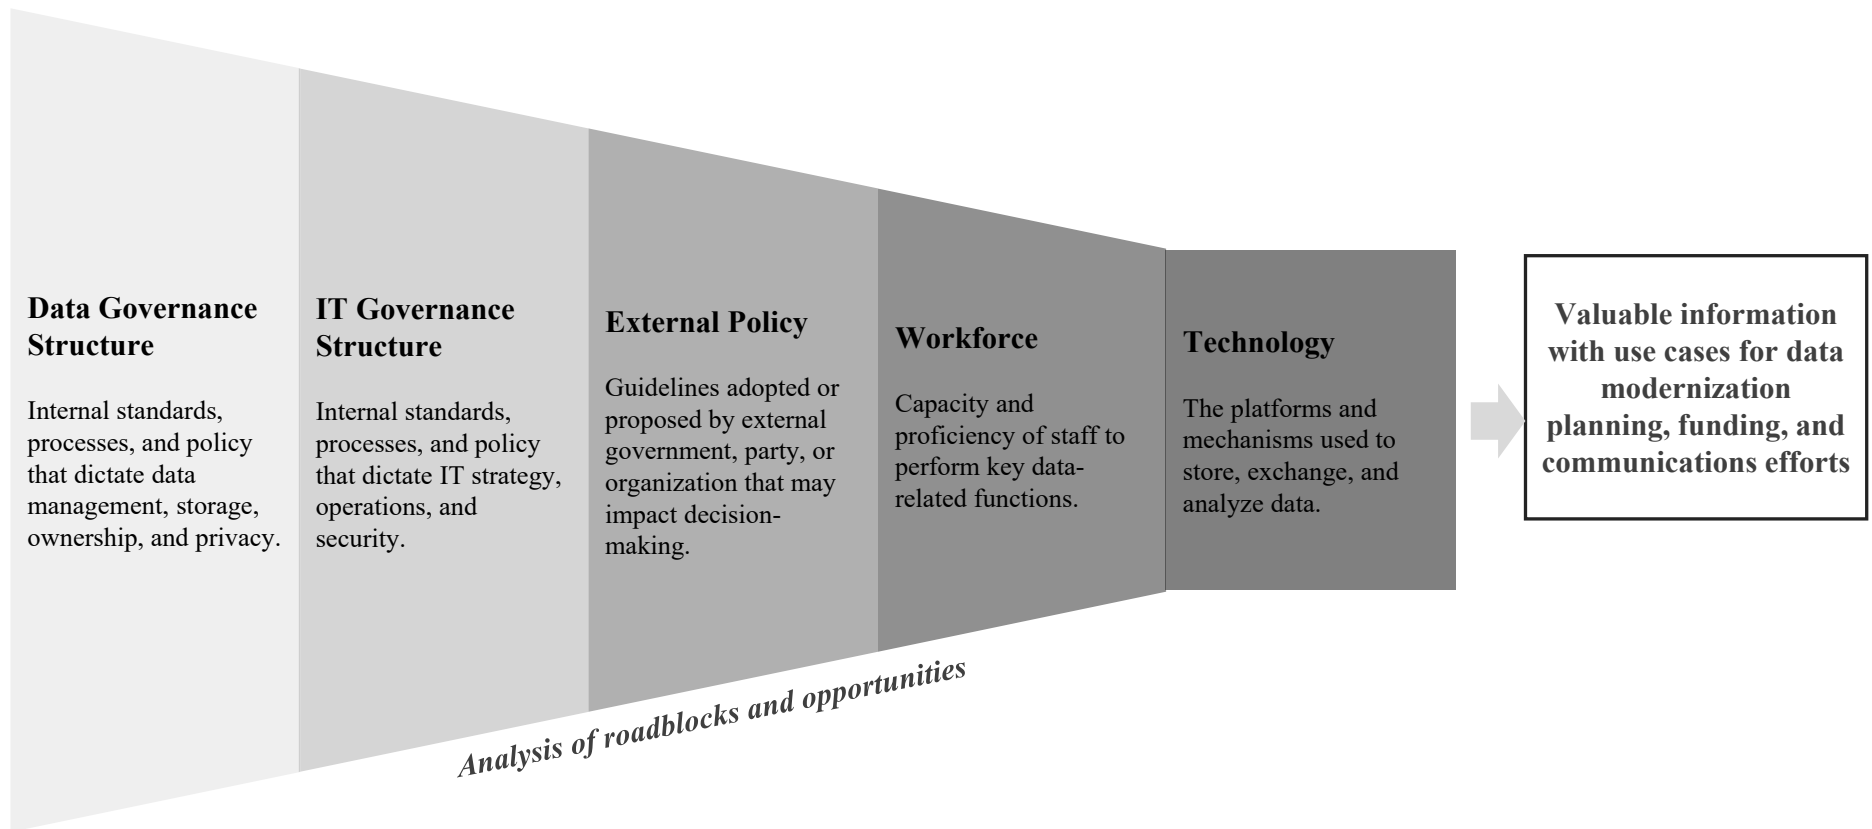 Data Governance
Structure
Internal standards,
processes, and policy
that dictate data
management, storage,
ownership, and privacy.
IT Governance
Structure
Internal standards,
processes, and policy
that dictate IT strategy,
operations, and
security.
External Policy
Guidelines adopted or
proposed by external
government, party, or
organization that may
impact decision-
making.
Workforce
Capacity and
proficiency of staff to
perform key data-
related functions.
Technology
The platforms and
mechanisms used to
store, exchange, and
analyze data.
Valuable information
with use cases for data
modernization
planning, funding, and
communications efforts
Analysis of roadblocks and opportunities